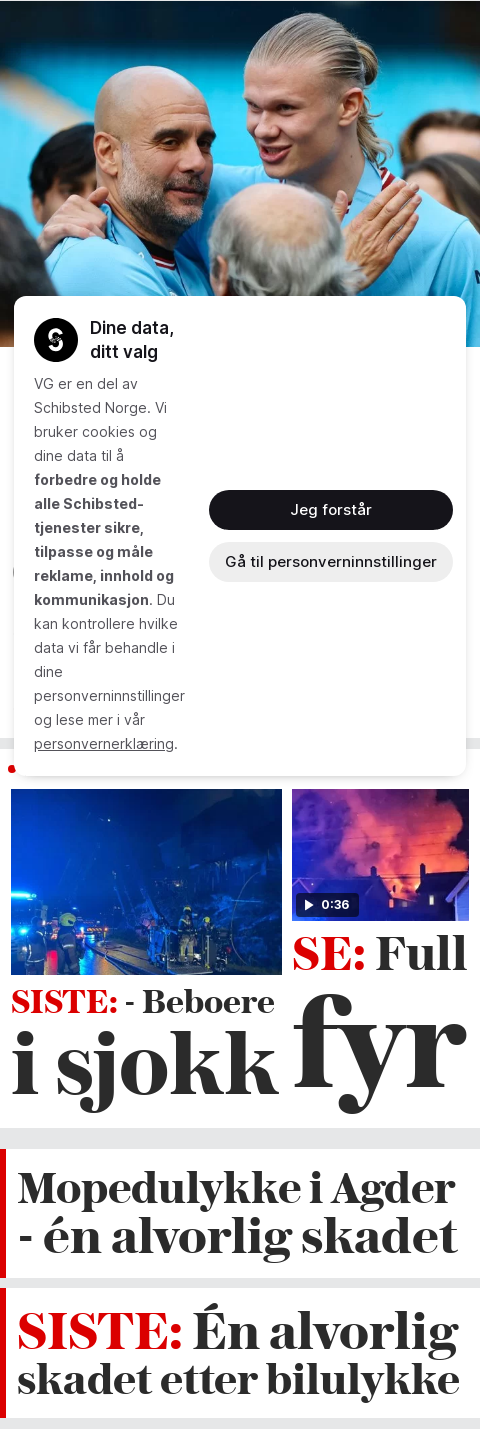 Dine data,
ditt valg
VG er en del av
Schibsted Norge. Vi
bruker cookies og
dine data til å
forbedre og holde
alle Schibsted-
tjenester sikre,
tilpasse og måle
reklame, innhold og
kommunikasjon. Du
kan kontrollere hvilke
data vi får behandle i
dine
personverninnstillinger
og lese mer i vår
personvernerklæring.
Jeg forstår
Gå til personverninnstillinger
SISTE: - Beboere
i sjokk
0:36
SE: Full
fyr
Mopedulykke i Agder
- én alvorlig skadet
SISTE: Én alvorlig
skadet etter bilulykke